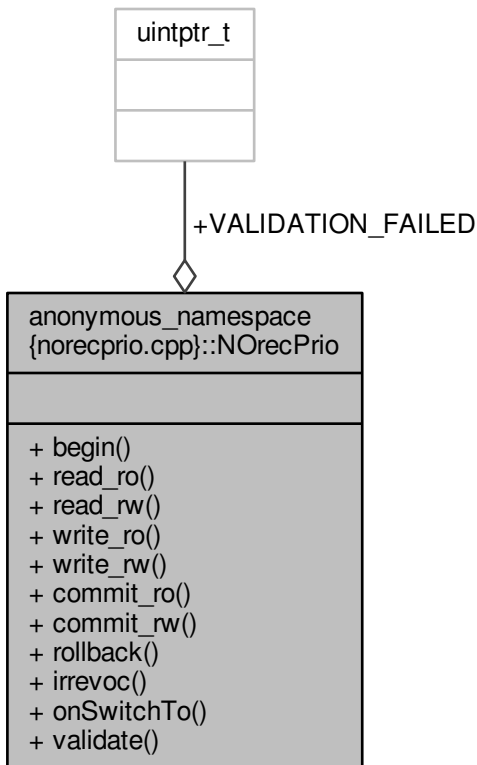 uintptr_t
+VALIDATION_FAILED
anonymous_namespace
{norecprio.cpp}::NOrecPrio
+ begin()
+ read_ro()
+ read_rw()
+ write_ro()
+ write_rw()
+ commit_ro()
+ commit_rw()
+ rollback()
+ irrevoc()
+ onSwitchTo()
+ validate()